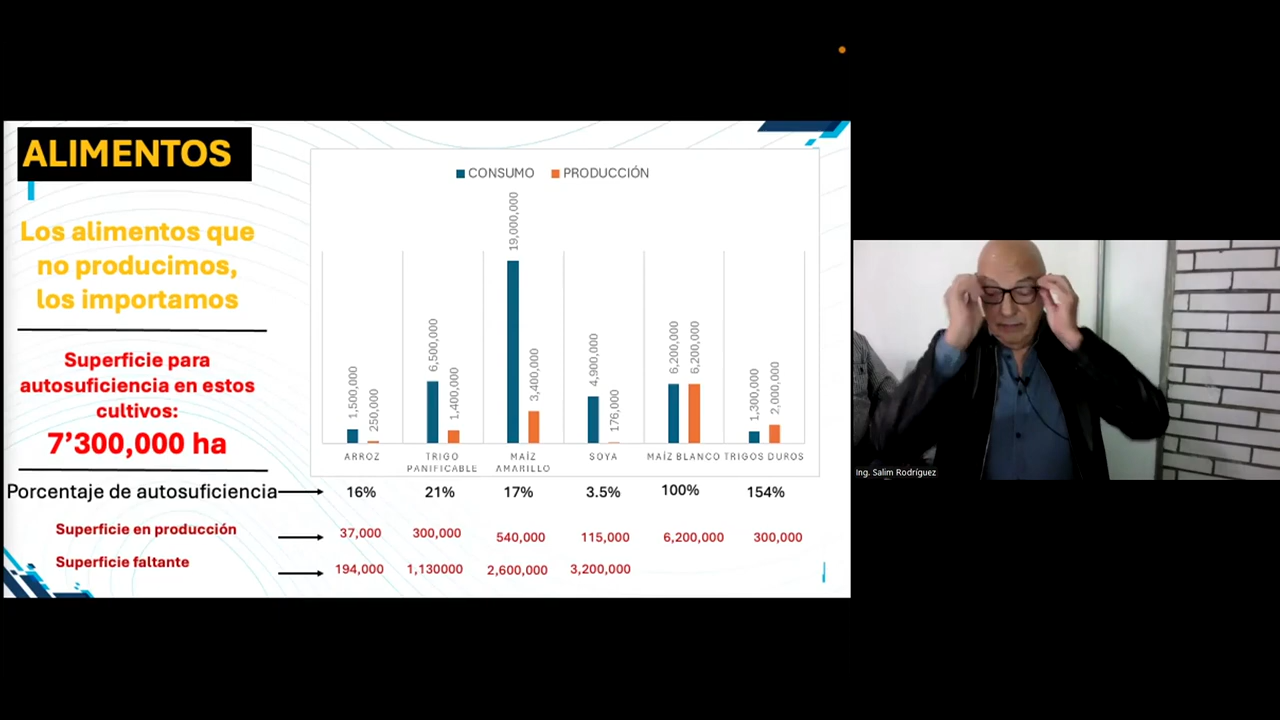 ALIMENTOS
Los alimentos que
no producimos,
los importamos
Superficie para
autosuficiencia en estos
cultivos:
7’300,000 ha
CONSUMO PRODUCCIÓN
1,500,000
250,000
6,500,000
1,400,000
19,000,000
3,400,000
4,900,000
176,000
6,200,000
6,200,000
1,300,000
2,000,000
ARROZ
TRIGO
PANIFICABLE
MAÍZ
AMARILLO
SOYA
MAÍZ BLANCO
TRIGOS DUROS
Porcentaje de autosuficiencia 16% 21% 17% 3.5% 100% 154%
Superficie en producción 37,000 300,000 540,000 115,000 6,200,000 300,000
Superficie faltante 194,000 1,130000 2,600,000 3,200,000
Ing. Salim Rodríguez